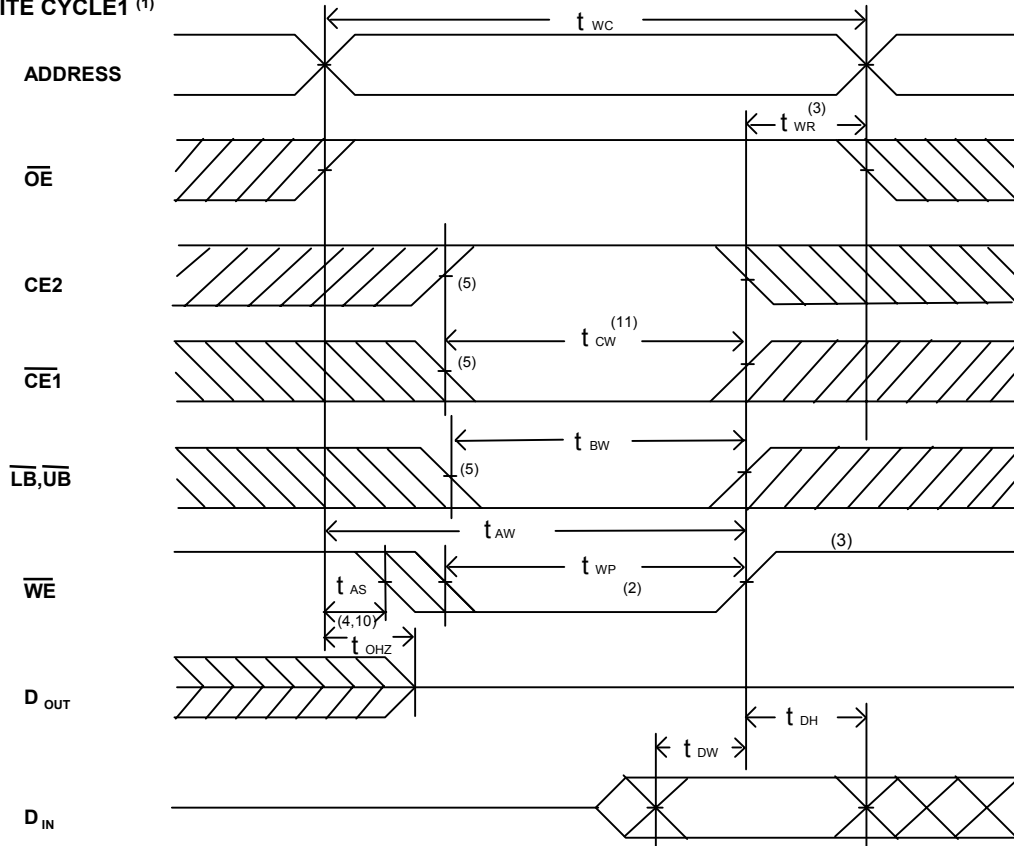 ITE CYCLE1 (1)
t WC
ADDRESS
t WR (3)
OE
CE2
(5)
t CW (11)
CE1
(5)
t BW
LB,UB
(5)
t AW
(3)
WE
t AS
t WP
(2)
(4,10)
t OHZ
D OUT
t DH
t DW
D IN